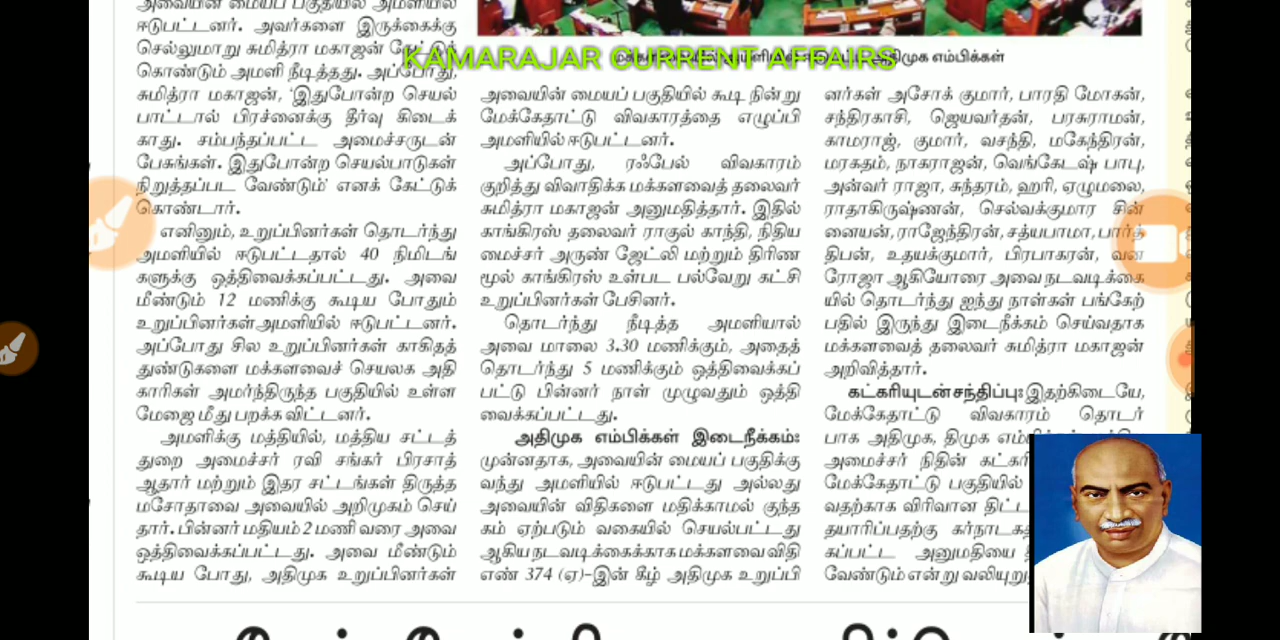 அவையின் மையப் பகுதியில் அமளியில்
ஈடுபட்டனர். அவர்களை இருக்கைக்கு
செல்லுமாறு சுமித்ரா மகாஜன் கேட்டுக்
கொண்டும் அமளி நீடித்தது. அப்போது,
சுமித்ரா மகாஜன், 'இதுபோன்ற செயல்
பாட்டால் பிரச்னைக்கு தீர்வு கிடைக்
காது. சம்பந்தப்பட்ட அமைச்சருடன்
பேசுங்கள். இதுபோன்ற செயல்பாடுகள்
நிறுத்தப்பட வேண்டும்' எனக் கேட்டுக்
கொண்டார்.
எனினும், உறுப்பினர்கள் தொடர்ந்து
அமளியில் ஈடுபட்டதால் 40 நிமிடங்
களுக்கு ஒத்திவைக்கப்பட்டது. அவை
மீண்டும் 12 மணிக்கு கூடிய போதும்
உறுப்பினர்கள் அமளியில் ஈடுபட்டனர்.
அப்போது சில உறுப்பினர்கள் காகிதத்
துண்டுகளை மக்களவைச் செயலக அதி
காரிகள் அமர்ந்திருந்த பகுதியில் உள்ள
மேஜை மீது பறக்க விட்டனர்.
அமளிக்கு மத்தியில், மத்திய சட்டத்
துறை அமைச்சர் ரவி சங்கர் பிரசாத்
ஆதார் மற்றும் இதர சட்டங்கள் திருத்த
மசோதாவை அவையில் அறிமுகம் செய்
தார். பின்னர் மதியம் 2 மணி வரை அவை
ஒத்திவைக்கப்பட்டது. அவை மீண்டும்
கூடிய போது, அதிமுக உறுப்பினர்கள்
KAMARAJAR CURRENT AFFAIRS
அதிமுக எம்பிக்கள்
அவையின் மையப் பகுதியில் கூடி நின்று
மேக்கேதாட்டு விவகாரத்தை எழுப்பி
அமளியில் ஈடுபட்டனர்.
அப்போது, ரஃபேல் விவகாரம்
குறித்து விவாதிக்க மக்களவைத் தலைவர்
சுமித்ரா மகாஜன் அனுமதித்தார். இதில்
காங்கிரஸ் தலைவர் ராகுல் காந்தி, நிதிய
மைச்சர் அருண் ஜேட்லி மற்றும் திரிண
மூல் காங்கிரஸ் உள்பட பல்வேறு கட்சி
உறுப்பினர்கள் பேசினர்.
தொடர்ந்து நீடித்த அமளியால்
அவை மாலை 3.30 மணிக்கும், அதைத்
தொடர்ந்து 5 மணிக்கும் ஒத்திவைக்கப்
பட்டு பின்னர் நாள் முழுவதும் ஒத்தி
வைக்கப்பட்டது.
அதிமுக எம்பிக்கள் இடைநீக்கம்:
முன்னதாக, அவையின் மையப் பகுதிக்கு
வந்து அமளியில் ஈடுபட்டது அல்லது
அவையின் விதிகளை மதிக்காமல் குந்த
கம் ஏற்படும் வகையில் செயல்பட்டது
ஆகிய நடவடிக்கைக்காக மக்களவை விதி
எண் 374 (ஏ)-இன் கீழ் அதிமுக உறுப்பி
னர்கள் அசோக் குமார், பாரதி மோகன்,
சந்திரகாசி, ஜெயவர்தன், பரசுராமன்,
காமராஜ், குமார், வசந்தி, மகேந்திரன்,
மரகதம், நாகராஜன், வெங்கேடஷ் பாபு,
அன்வர் ராஜா, சுந்தரம், ஹரி, ஏழுமலை,
ராதாகிருஷ்ணன், செல்வக்குமார சின்
னையன், ராஜேந்திரன், சத்யபாமா, பார்த்
திபன், உதயக்குமார், பிரபாகரன், வன
ரோஜா ஆகியோரை அவை நடவடிக்கை
யில் தொடர்ந்து ஐந்து நாள்கள் பங்கேற்
பதில் இருந்து இடைநீக்கம் செய்வதாக
மக்களவைத் தலைவர் சுமித்ரா மகாஜன்
அறிவித்தார்.
கட்கரியுடன் சந்திப்பு: இதற்கிடையே,
மேக்கேதாட்டு விவகாரம் தொடர்
பாக அதிமுக, திமுக
அமைச்சர் நிதின்
மேக்கேதாட்டு பகுதியில்
வதற்காக விரிவான
தயாரிப்பதற்கு
கப்பட்ட அனுமதியை
வேண்டும் என்று